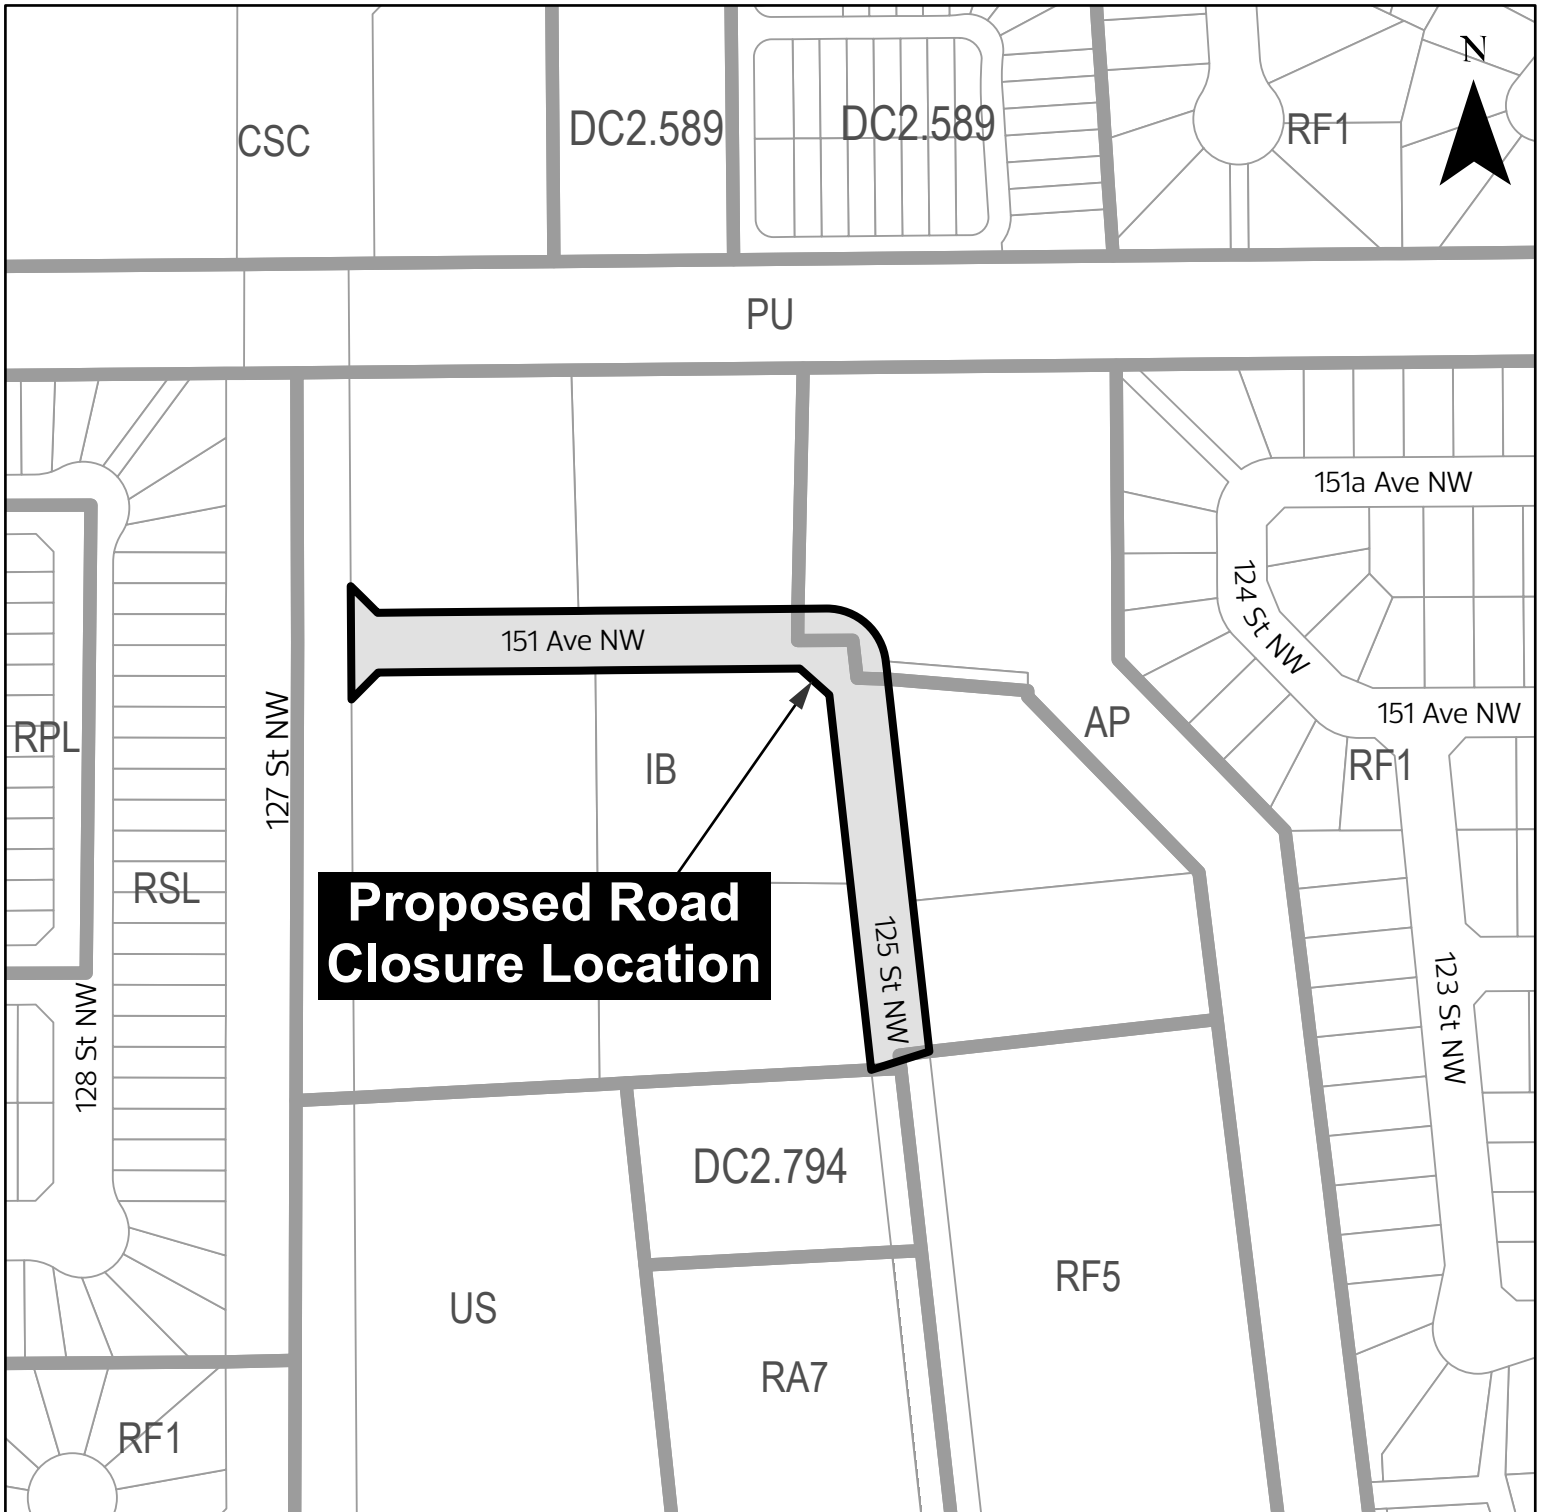 N
CSC
DC2.589
DC2.589
RF1
PU
151a Ave NW
124 St NW
151 Ave NW
151 Ave NW
127 St NW
RPL
IB
AP
RF1
RSL
Proposed Road
Closure Location
125 St NW
123 St NW
128 St NW
DC2.794
US
RF5
RA7
RF1